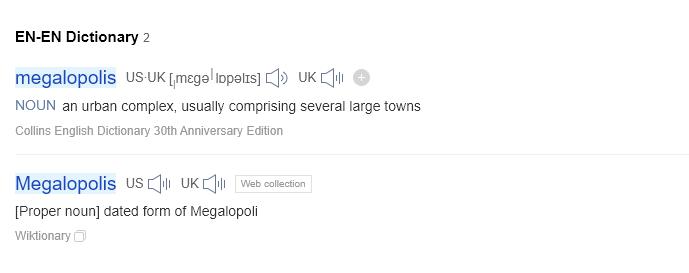 EN-EN Dictionary 2
megalopolis US·UK [ˌmɛɡəˈlɒpəlɪs] UK
NOUN an urban complex, usually comprising several large towns
Collins English Dictionary 30th Anniversary Edition
Megalopolis US UK Web collection
[Proper noun] dated form of Megalopoli
Wiktionary